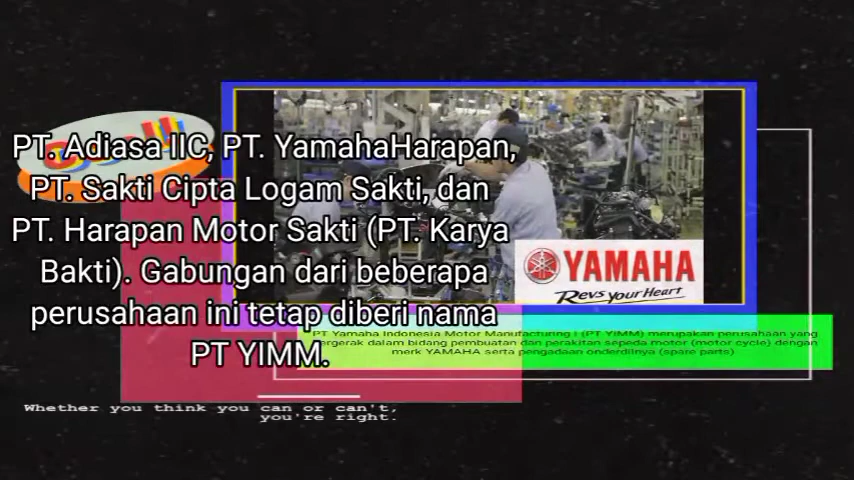 PT. Adiasa IIC, PT. YamahaHarapan,
PT. Sakti Cipta Logam Sakti, dan
PT. Harapan Motor Sakti (PT. Karya
Bakti). Gabungan dari beberapa
perusahaan ini tetap diberi nama
PT YIMM.
YAMAHA
Revs your Heart
PT Yamaha Indonesia Motor Manufacturing I (PT YIMM) merupakan perusahaan yang
bergerak dalam bidang pembuatan dan perakitan sepeda motor (motor cycle) dengan
merk YAMAHA serta pengadaan onderdilnya (spare parts)
Whether you think you can or can't,
you're right.